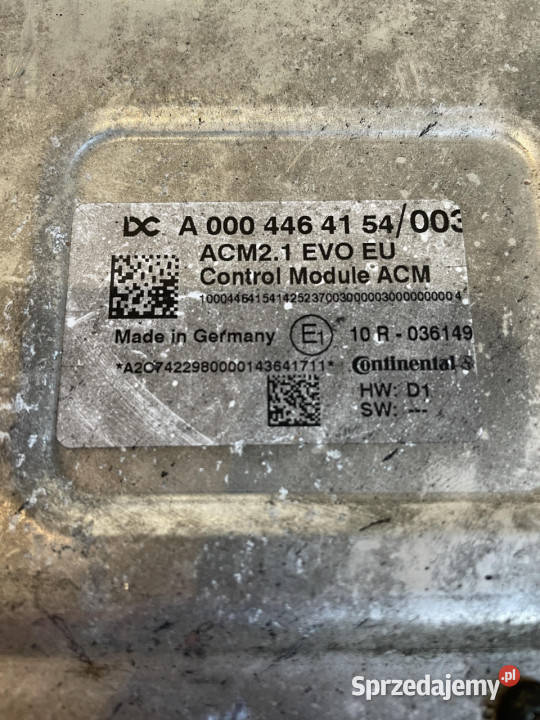 DC A 000 446 41 54/003
ACM2.1 EVO EU
Control Module ACM
Made in Germany E1 10 R - 036149
*A2C7422980000143641711* Continental
HW: D1
SW: ---
Sprzedajemy.pl